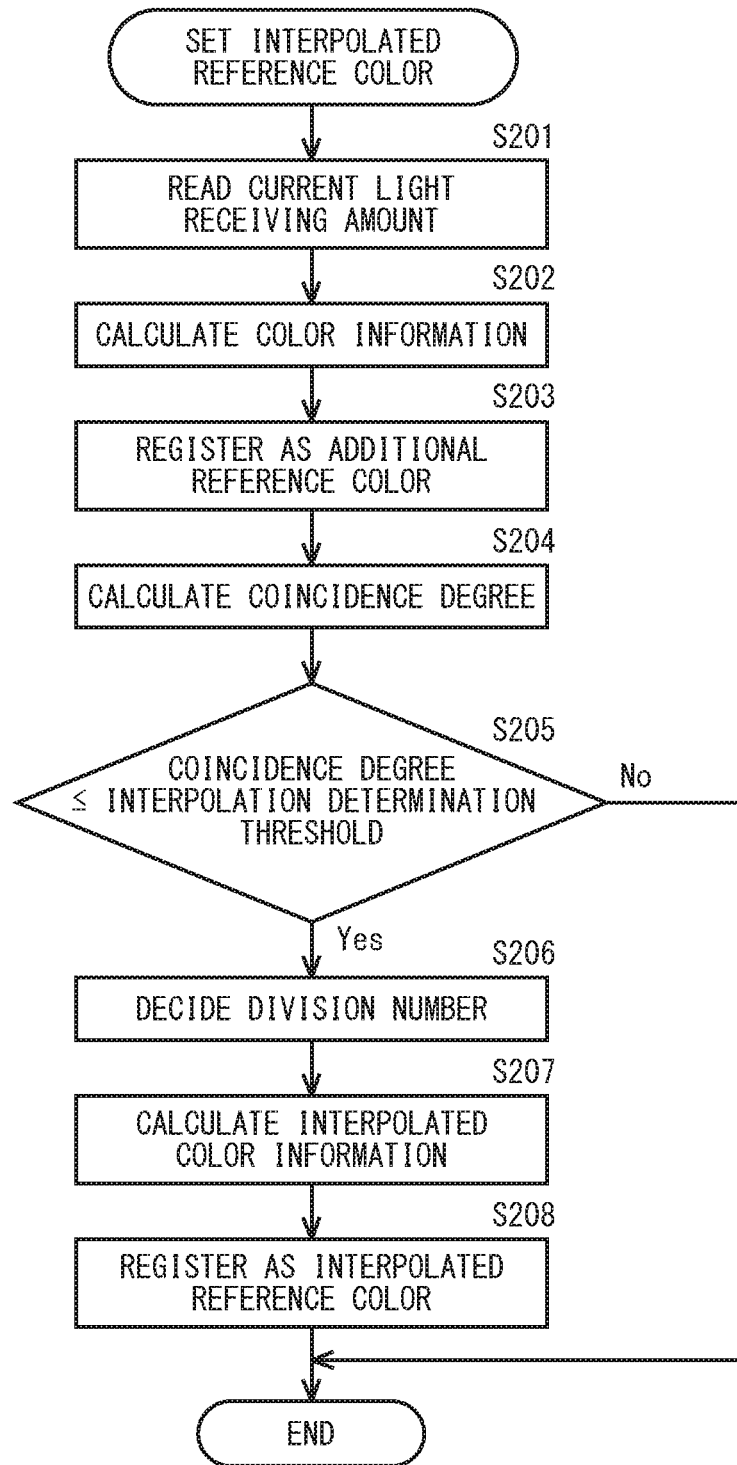 SET INTERPOLATED
REFERENCE COLOR
S201
READ CURRENT LIGHT
RECEIVING AMOUNT
S202
CALCULATE COLOR INFORMATION
S203
REGISTER AS ADDITIONAL
REFERENCE COLOR
S204
CALCULATE COINCIDENCE DEGREE
S205
COINCIDENCE DEGREE
≤ INTERPOLATION DETERMINATION
THRESHOLD
No
Yes
S206
DECIDE DIVISION NUMBER
S207
CALCULATE INTERPOLATED
COLOR INFORMATION
S208
REGISTER AS INTERPOLATED
REFERENCE COLOR
END